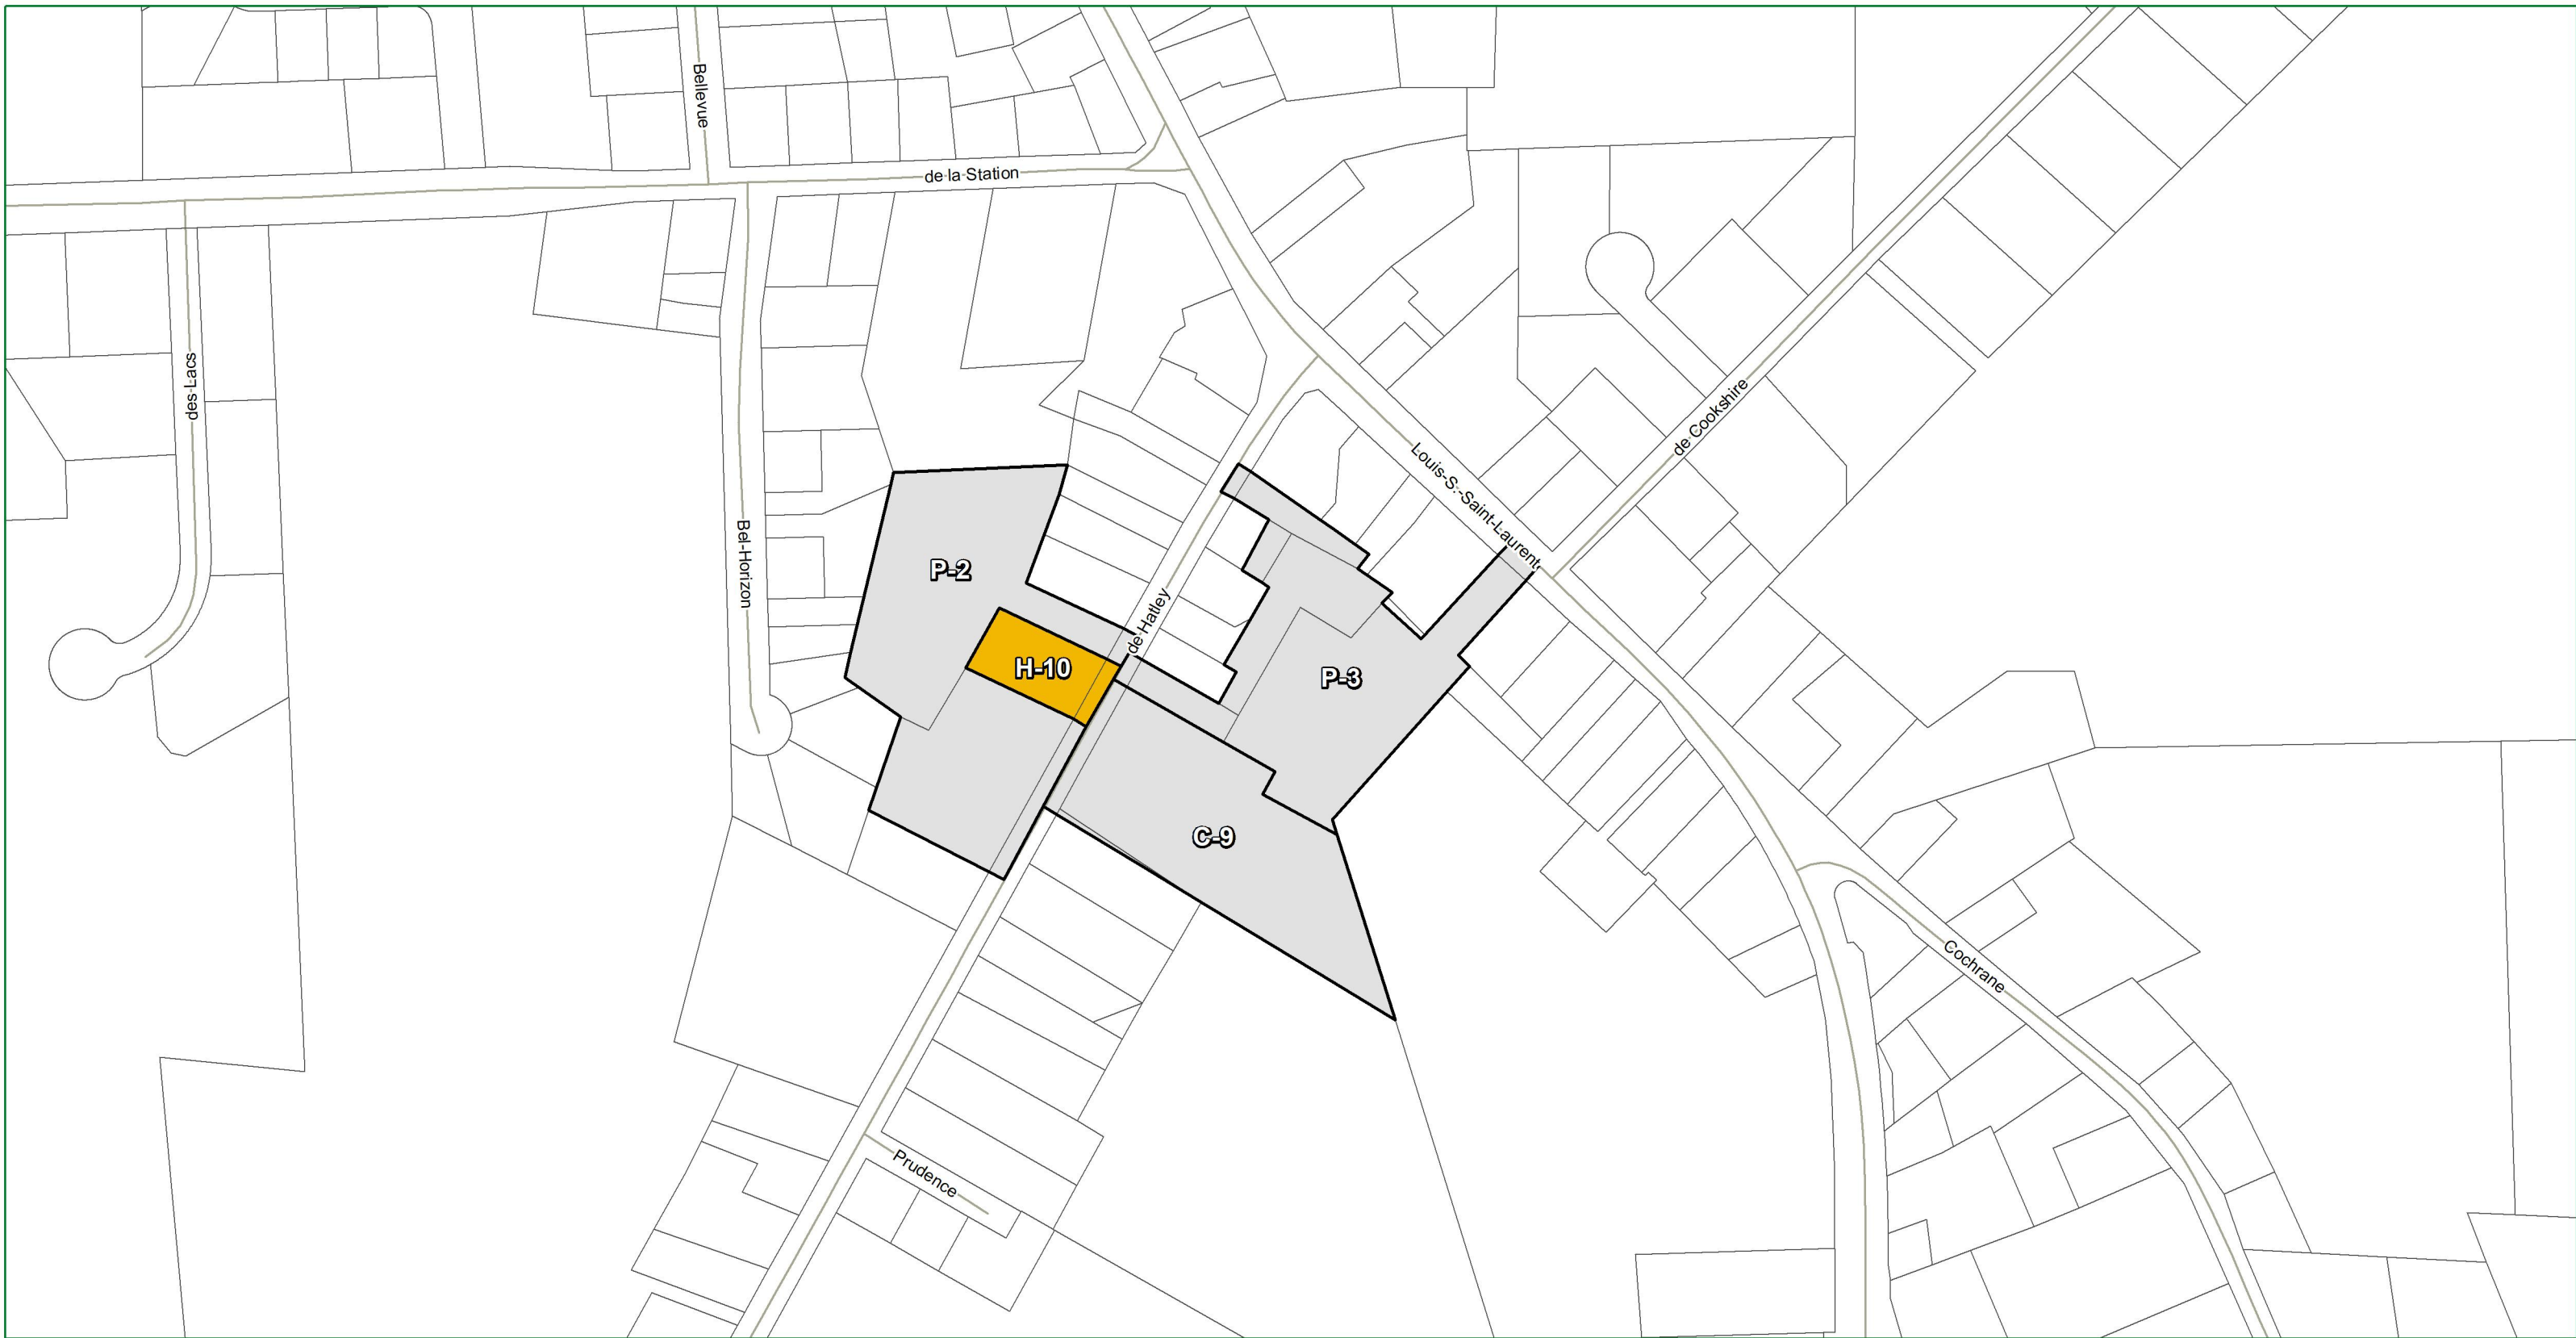 Bellevue
de la Station
des Lacs
de Cookshire
Louis-S.-Saint-Laurent
Bel-Horizon
P-2
de Hatley
H-10
P-3
C-9
Cochrane
Prudence